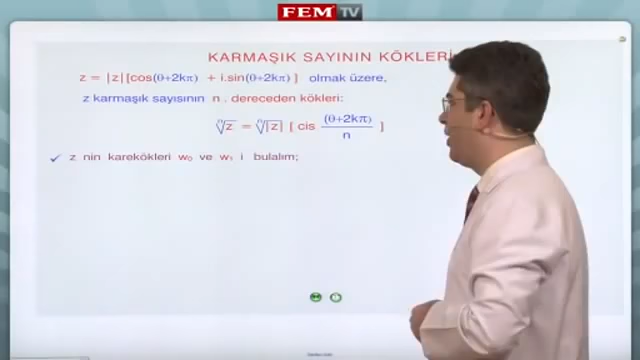 FEM TV
KARMAŞIK SAYININ KÖKLERİ
z = |z| [cos(θ+2kπ) + i.sin(θ+2kπ) ] olmak üzere,
z karmaşık sayısının n . dereceden kökleri:
ⁿ√z = ⁿ√|z| [ cis (θ+2kπ)/n ]
✓ z nin karekökleri w₀ ve w₁ i bulalım;